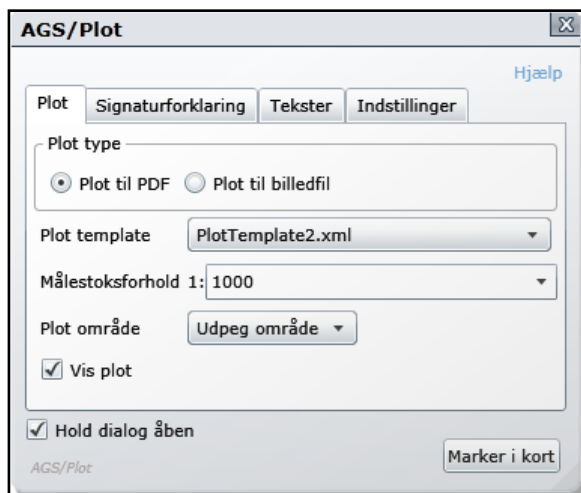 AGS/Plot
Hjælp
Plot Signaturforklaring Tekster Indstillinger
Plot type
Plot til PDF Plot til billedfil
Plot template PlotTemplate2.xml
Målestoksforhold 1: 1000
Plot område Udpeg område
Vis plot
Hold dialog åben
AGS/Plot Marker i kort